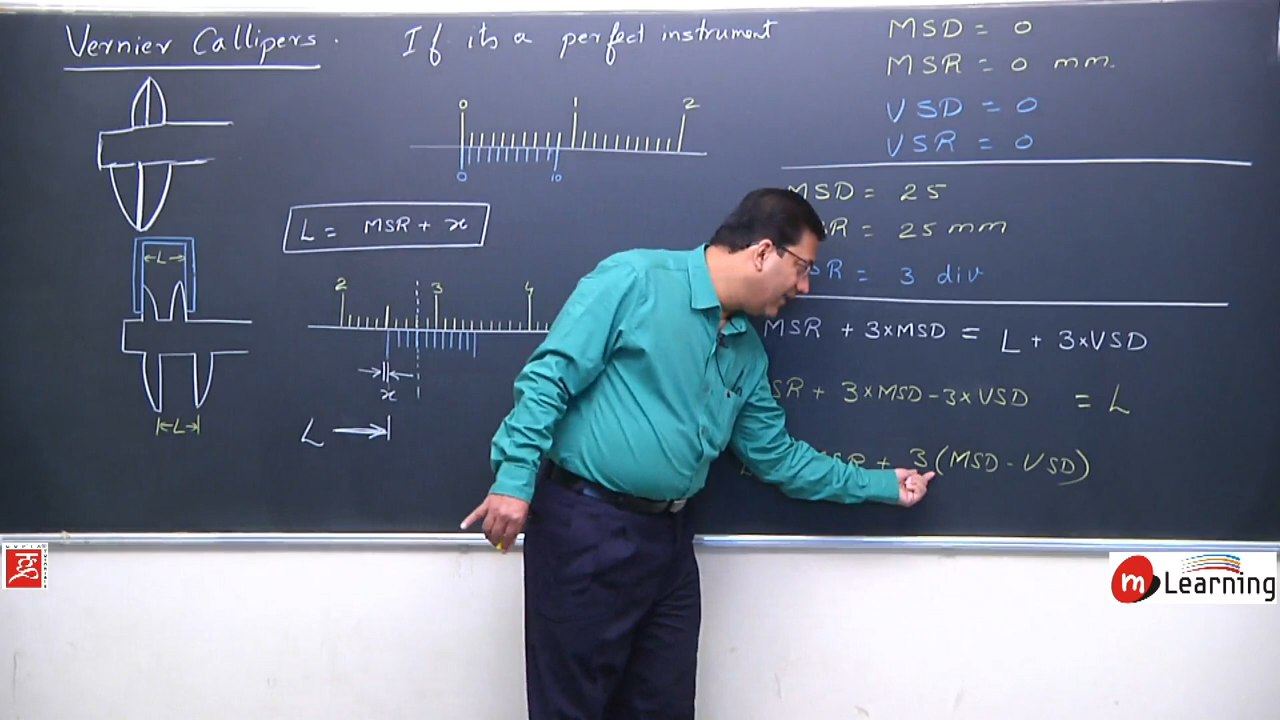 Vernier Callipers.
If its a perfect instrument
0 1 2
0 10
L = MSR + x
L
2 3 4
x
L
L
MSD = 0
MSR = 0 mm.
VSD = 0
VSR = 0
MSD = 25
R = 25 mm
R = 3 div
MSR + 3×MSD = L + 3×VSD
SR + 3×MSD - 3×VSD = L
+ 3(MSD - VSD)
m Learning